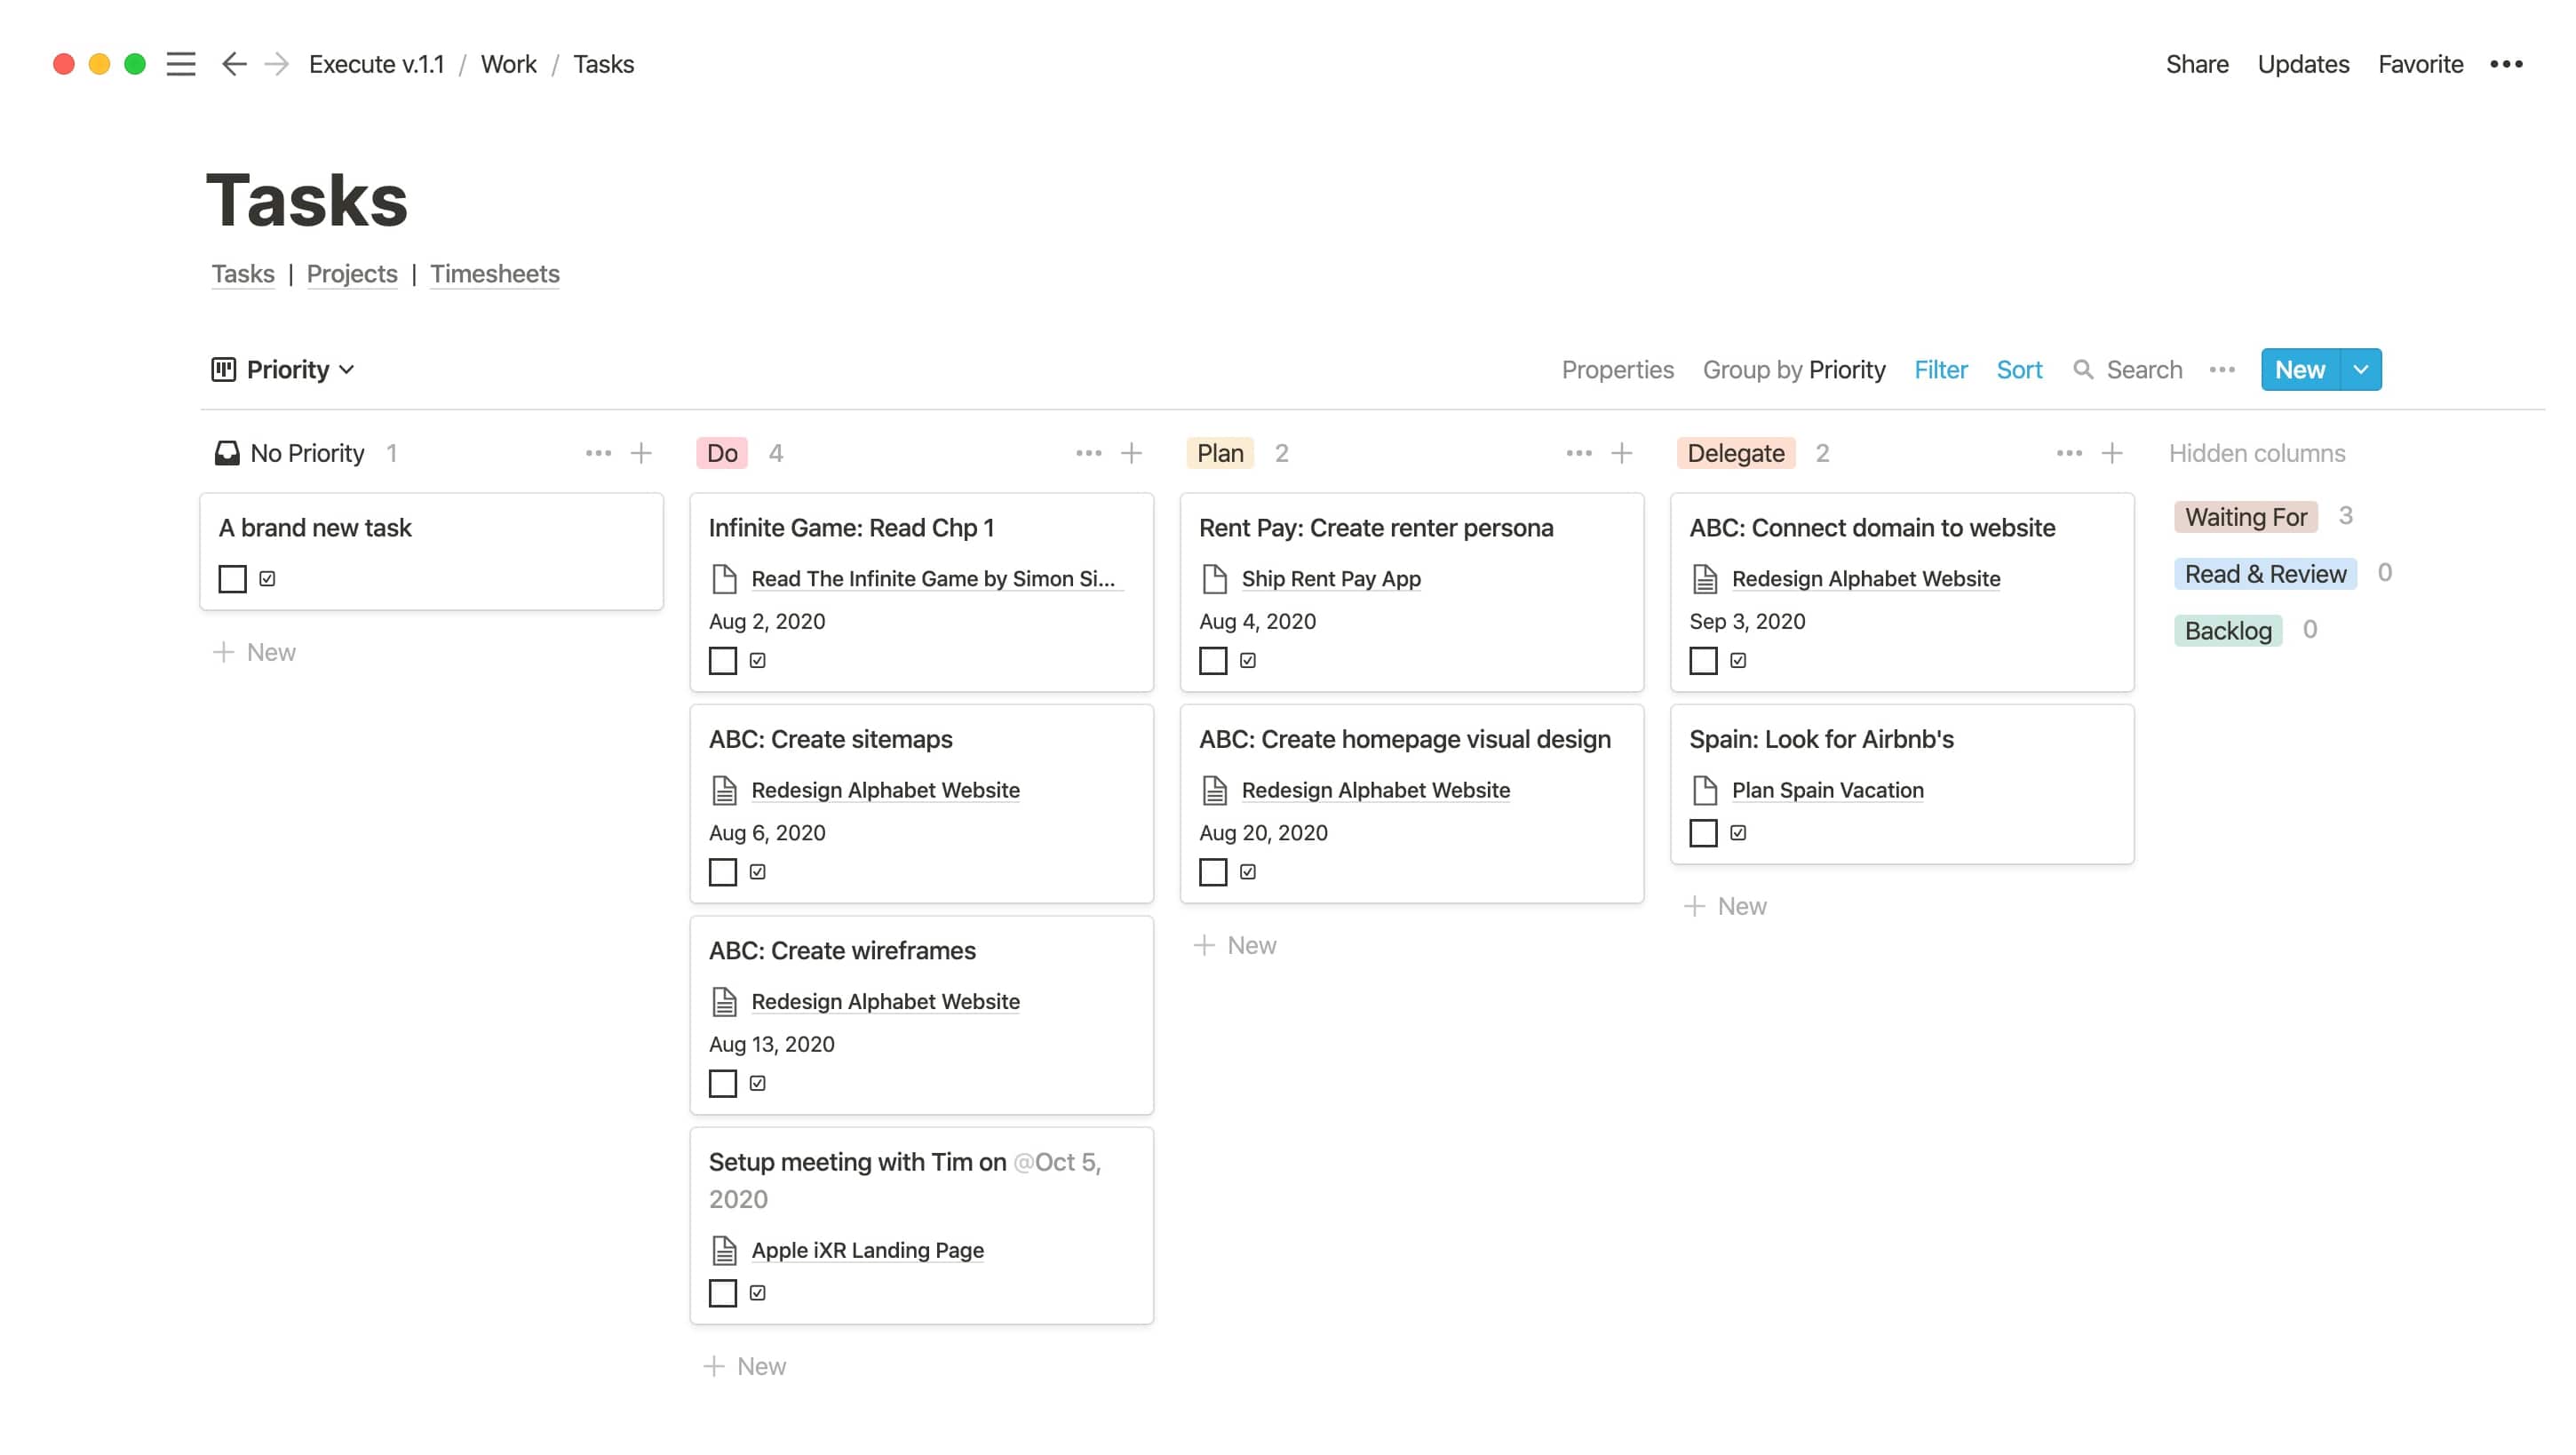 Execute v.1.1 / Work / Tasks
Share Updates Favorite
Tasks
Tasks | Projects | Timesheets
Priority
Properties Group by Priority Filter Sort Search New
No Priority 1
A brand new task
New
Do 4
Infinite Game: Read Chp 1
Read The Infinite Game by Simon Si...
Aug 2, 2020
ABC: Create sitemaps
Redesign Alphabet Website
Aug 6, 2020
ABC: Create wireframes
Redesign Alphabet Website
Aug 13, 2020
Setup meeting with Tim on @Oct 5,
2020
Apple iXR Landing Page
New
Plan 2
Rent Pay: Create renter persona
Ship Rent Pay App
Aug 4, 2020
ABC: Create homepage visual design
Redesign Alphabet Website
Aug 20, 2020
New
Delegate 2
ABC: Connect domain to website
Redesign Alphabet Website
Sep 3, 2020
Spain: Look for Airbnb's
Plan Spain Vacation
New
Hidden columns
Waiting For 3
Read & Review 0
Backlog 0